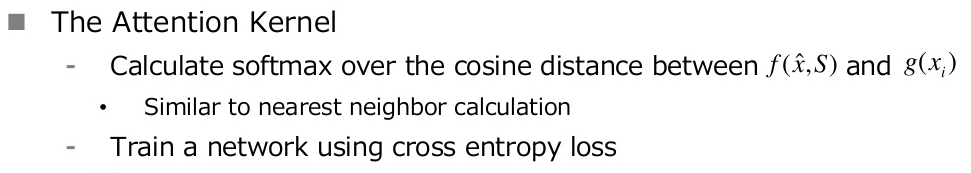 ■ The Attention Kernel
- Calculate softmax over the cosine distance between f(x̂,S) and g(xᵢ)
• Similar to nearest neighbor calculation
- Train a network using cross entropy loss